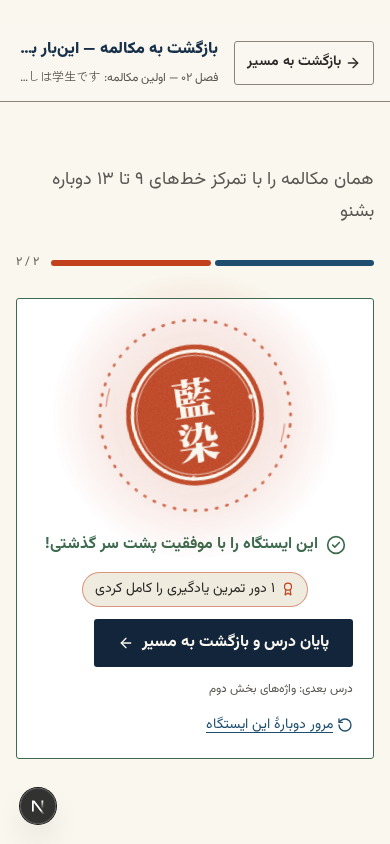 بازگشت به مسیر
بازگشت به مکالمه — این‌بار بـ…
فصل ۰۲ — اولین مکالمه: しは学生です…
همان مکالمه را با تمرکز خط‌های ۹ تا ۱۳ دوباره
بشنو
۲ / ۲
藍
染
این ایستگاه را با موفقیت پشت سر گذشتی!
۱ دور تمرین یادگیری را کامل کردی
پایان درس و بازگشت به مسیر
درس بعدی: واژه‌های بخش دوم
مرور دوبارهٔ این ایستگاه
N